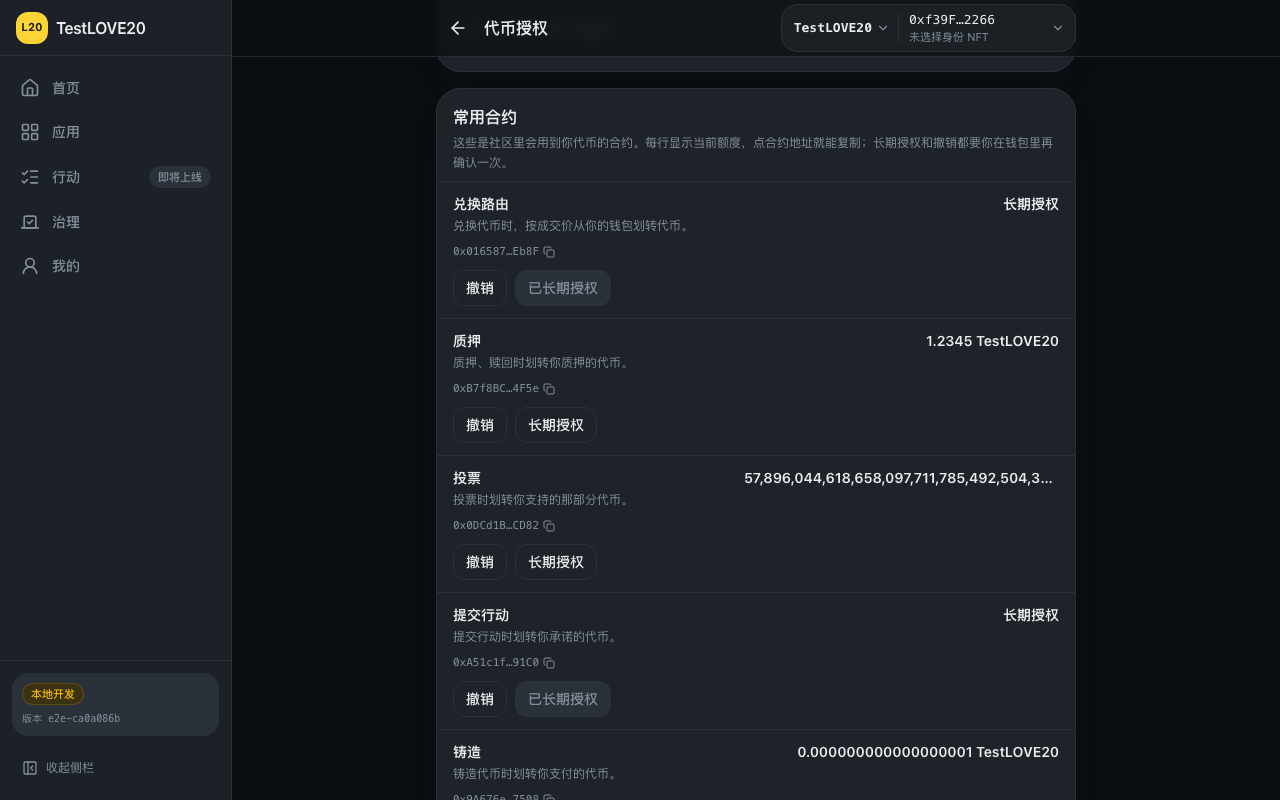 L20 TestLOVE20
首页
应用
行动 即将上线
治理
我的
本地开发
版本 e2e-ca0a086b
收起侧栏
代币授权
TestLOVE20
0xf39F…2266
未选择身份 NFT
常用合约
这些是社区里会用到你代币的合约。每行显示当前额度，点合约地址就能复制；长期授权和撤销都要你在钱包里再
确认一次。
兑换路由 长期授权
兑换代币时，按成交价从你的钱包划转代币。
0x016587…Eb8F
撤销 已长期授权
质押 1.2345 TestLOVE20
质押、赎回时划转你质押的代币。
0xB7f8BC…4F5e
撤销 长期授权
投票 57,896,044,618,658,097,711,785,492,504,3…
投票时划转你支持的那部分代币。
0x0DCd1B…CD82
撤销 长期授权
提交行动 长期授权
提交行动时划转你承诺的代币。
0xA51c1f…91C0
撤销 已长期授权
铸造 0.000000000000000001 TestLOVE20
铸造代币时划转你支付的代币。
0x9A676e…7508